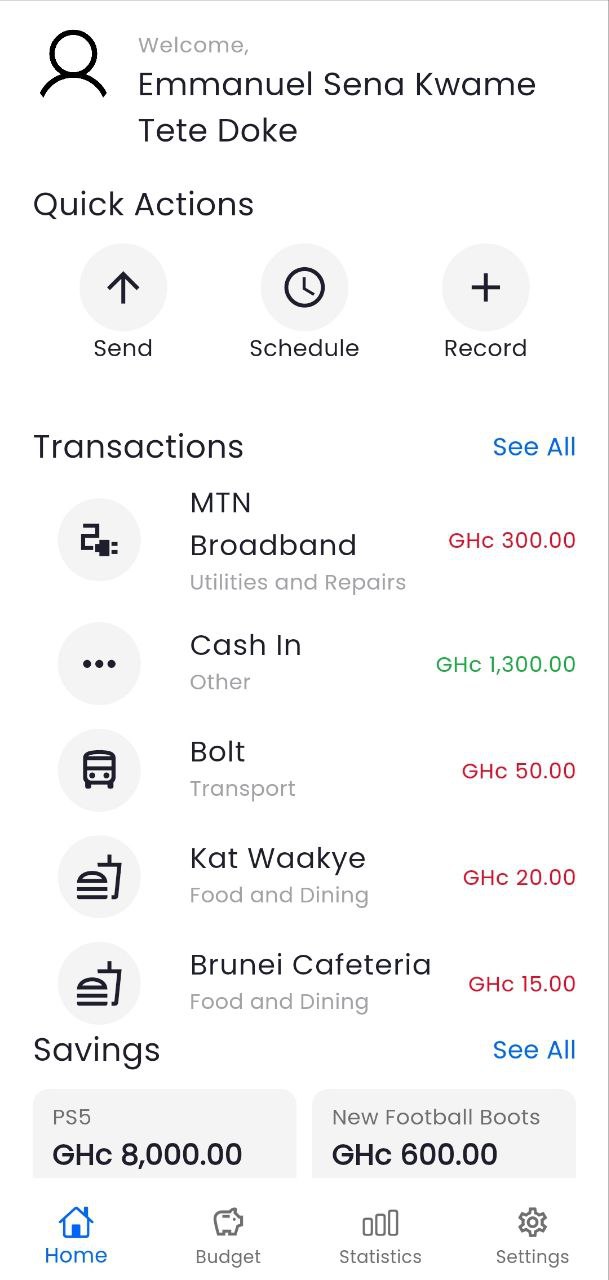 Welcome,
Emmanuel Sena Kwame
Tete Doke
Quick Actions
Send
Schedule
Record
Transactions
See All
MTN
Broadband
GHc 300.00
Utilities and Repairs
Cash In
GHc 1,300.00
Other
Bolt
GHc 50.00
Transport
Kat Waakye
GHc 20.00
Food and Dining
Brunei Cafeteria
GHc 15.00
Food and Dining
Savings
See All
PS5
GHc 8,000.00
New Football Boots
GHc 600.00
Home
Budget
Statistics
Settings